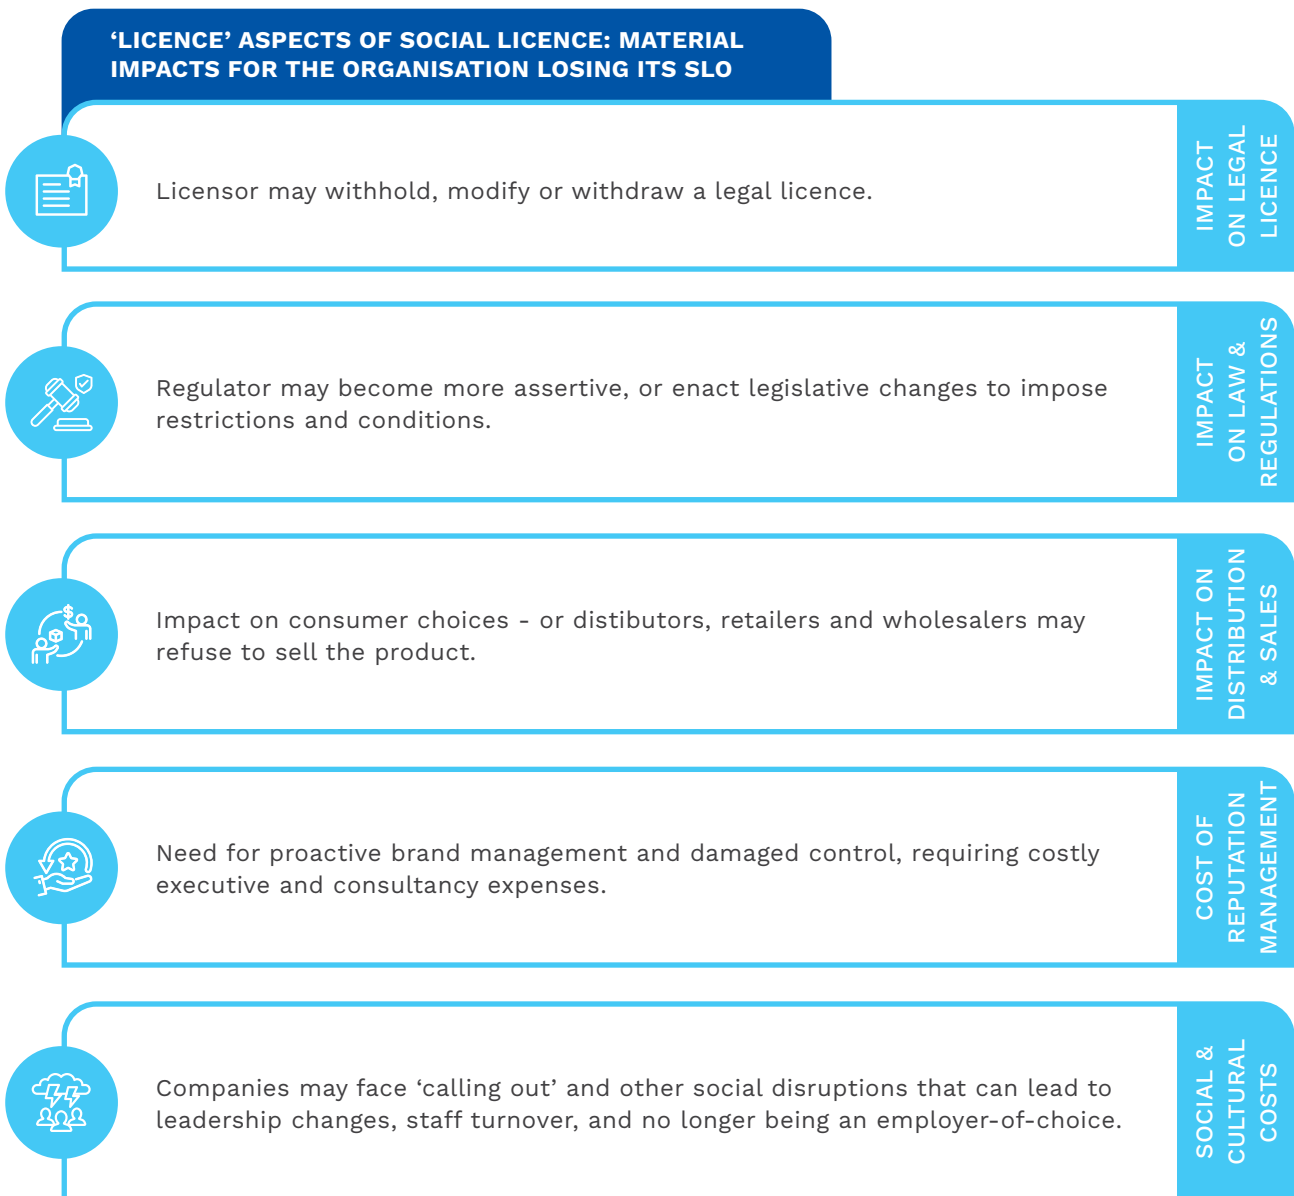 ‘LICENCE’ ASPECTS OF SOCIAL LICENCE: MATERIAL
IMPACTS FOR THE ORGANISATION LOSING ITS SLO
Licensor may withhold, modify or withdraw a legal licence.
IMPACT
ON LEGAL
LICENCE
Regulator may become more assertive, or enact legislative changes to impose
restrictions and conditions.
IMPACT
ON LAW &
REGULATIONS
Impact on consumer choices - or distibutors, retailers and wholesalers may
refuse to sell the product.
IMPACT ON
DISTRIBUTION
& SALES
Need for proactive brand management and damaged control, requiring costly
executive and consultancy expenses.
COST OF
REPUTATION
MANAGEMENT
Companies may face ‘calling out’ and other social disruptions that can lead to
leadership changes, staff turnover, and no longer being an employer-of-choice.
SOCIAL &
CULTURAL
COSTS